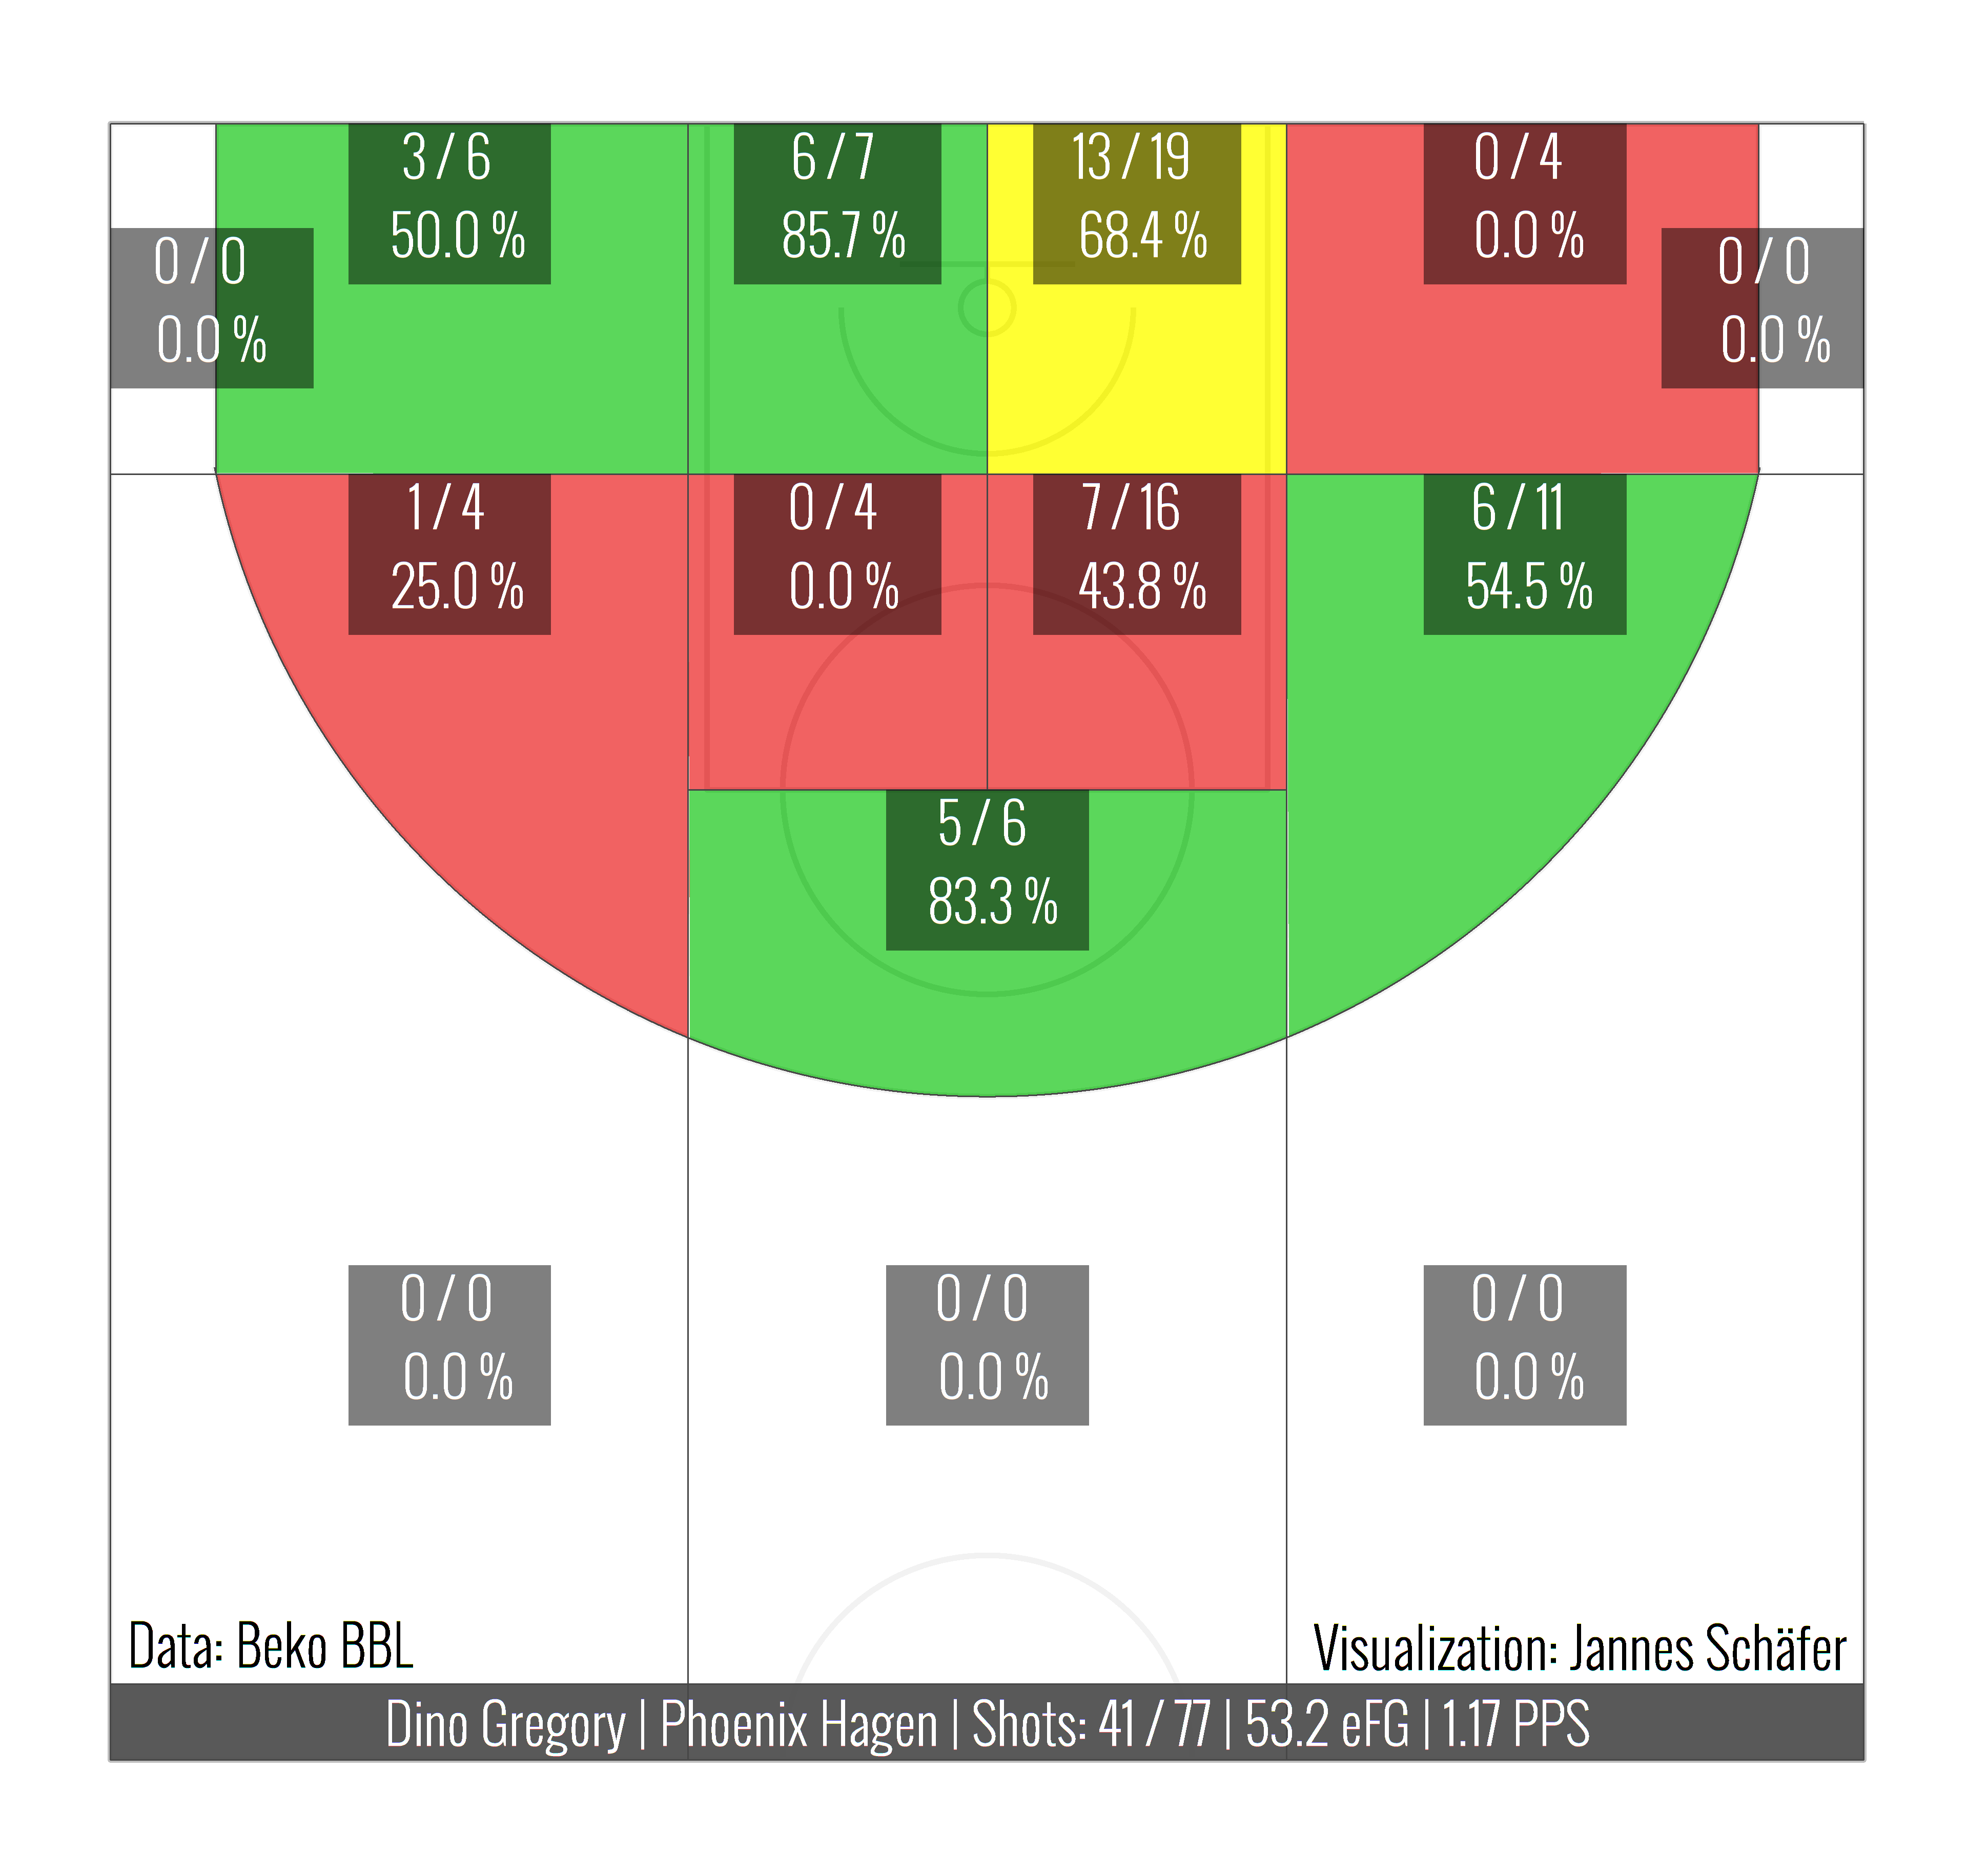 3 / 6
50.0 %
6 / 7
85.7 %
13 / 19
68.4 %
0 / 4
0.0 %
0 / 0
0.0 %
0 / 0
0.0 %
1 / 4
25.0 %
0 / 4
0.0 %
7 / 16
43.8 %
6 / 11
54.5 %
5 / 6
83.3 %
0 / 0
0.0 %
0 / 0
0.0 %
0 / 0
0.0 %
Data: Beko BBL
Visualization: Jannes Schäfer
Dino Gregory | Phoenix Hagen | Shots: 41 / 77 | 53.2 eFG | 1.17 PPS